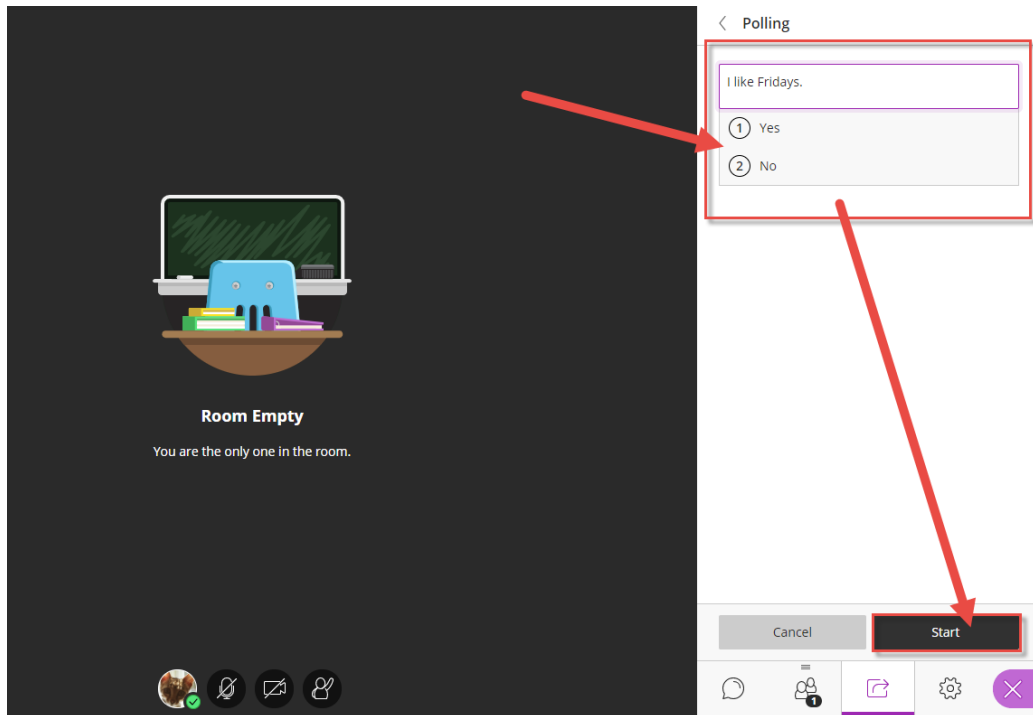 Polling
I like Fridays.
1 Yes
2 No
Room Empty
You are the only one in the room.
Cancel
Start
1